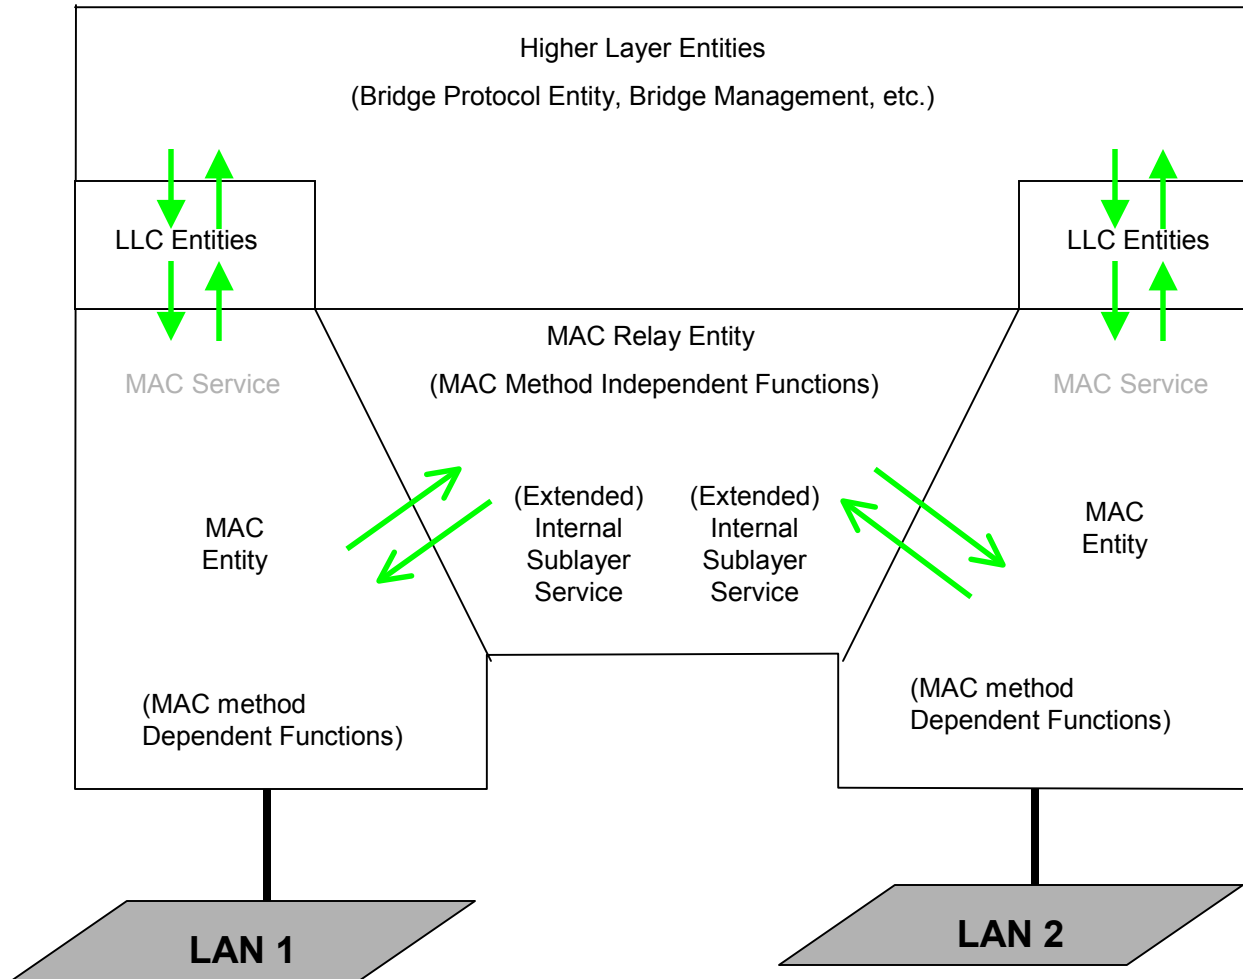 Higher Layer Entities
(Bridge Protocol Entity, Bridge Management, etc.)
LLC Entities
LLC Entities
MAC Relay Entity
(MAC Method Independent Functions)
MAC Service
MAC Service
MAC
Entity
(Extended)
Internal
Sublayer
Service
(Extended)
Internal
Sublayer
Service
MAC
Entity
(MAC method
Dependent Functions)
(MAC method
Dependent Functions)
LAN 1
LAN 2